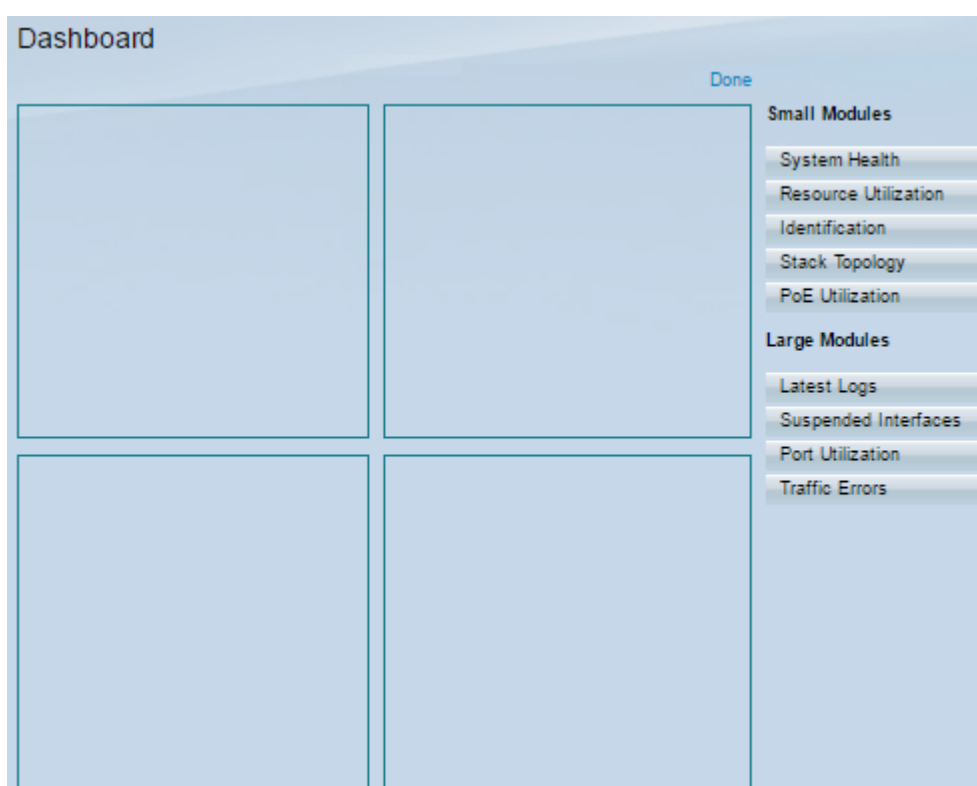 Dashboard
Done
Small Modules
System Health
Resource Utilization
Identification
Stack Topology
PoE Utilization
Large Modules
Latest Logs
Suspended Interfaces
Port Utilization
Traffic Errors